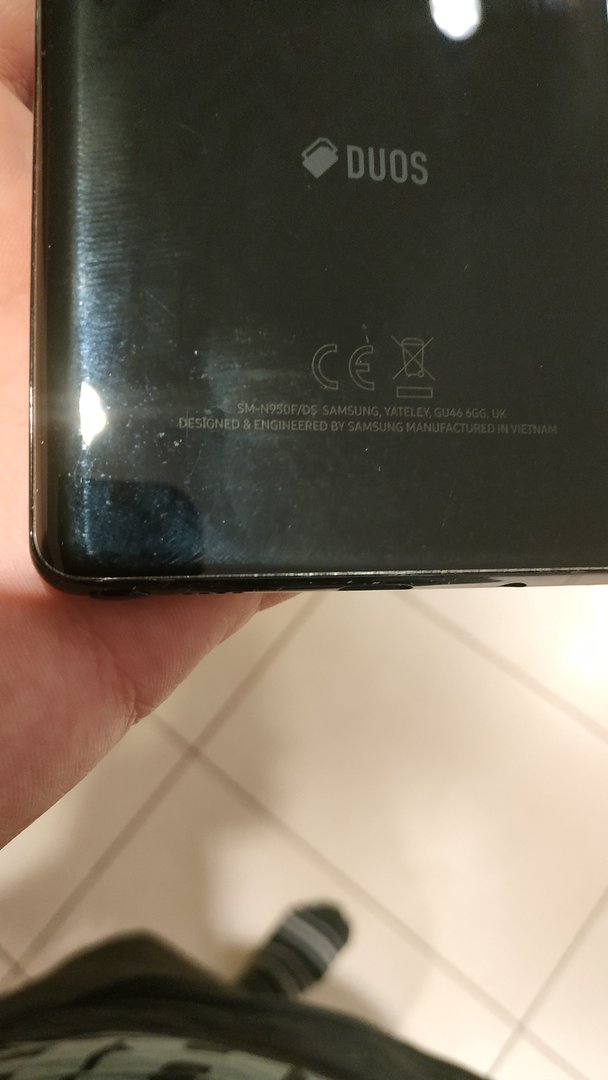 DUOS
CE
SM-N950F/DS SAMSUNG, YATELEY, GU46 6GG, UK
DESIGNED & ENGINEERED BY SAMSUNG MANUFACTURED IN VIETNAM